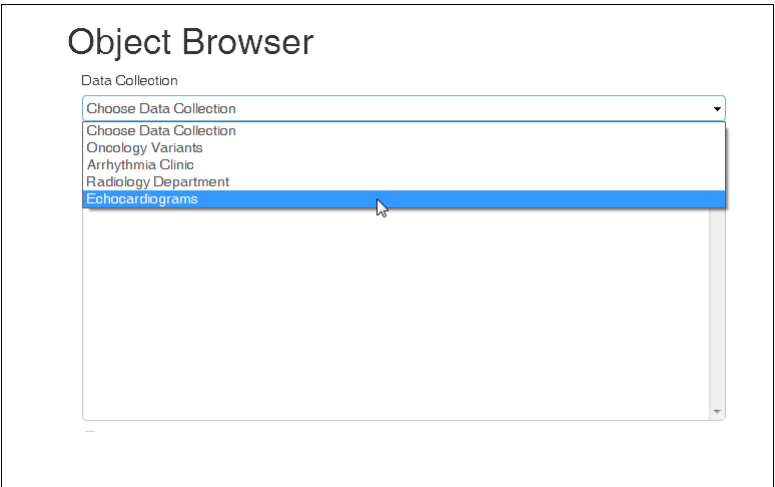 Object Browser
Data Collection
Choose Data Collection
Choose Data Collection
Oncology Variants
Arrhythmia Clinic
Radiology Department
Echocardiograms